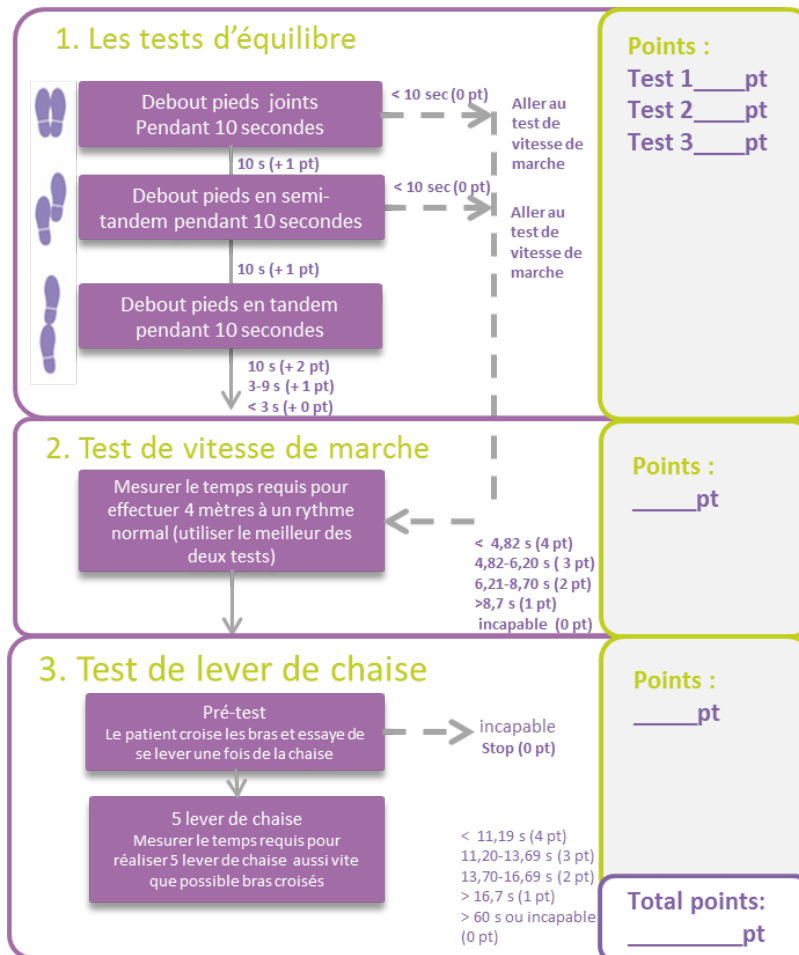 1. Les tests d'équilibre
Debout pieds joints
Pendant 10 secondes
< 10 sec (0 pt)
Aller au
test de
vitesse de
marche
10 s (+ 1 pt)
Debout pieds en semi-
tandem pendant 10 secondes
< 10 sec (0 pt)
Aller au
test de
vitesse de
marche
10 s (+ 1 pt)
Debout pieds en tandem
pendant 10 secondes
10 s (+ 2 pt)
3-9 s (+ 1 pt)
< 3 s (+ 0 pt)
Points :
Test 1____pt
Test 2____pt
Test 3____pt
2. Test de vitesse de marche
Mesurer le temps requis pour
effectuer 4 mètres à un rythme
normal (utiliser le meilleur des
deux tests)
< 4,82 s (4 pt)
4,82-6,20 s ( 3 pt)
6,21-8,70 s (2 pt)
>8,7 s (1 pt)
incapable (0 pt)
Points :
_____pt
3. Test de lever de chaise
Pré-test
Le patient croise les bras et essaye de
se lever une fois de la chaise
incapable
Stop (0 pt)
5 lever de chaise
Mesurer le temps requis pour
réaliser 5 lever de chaise aussi vite
que possible bras croisés
< 11,19 s (4 pt)
11,20-13,69 s (3 pt)
13,70-16,69 s (2 pt)
> 16,7 s (1 pt)
> 60 s ou incapable
(0 pt)
Points :
_____pt
Total points:
_________pt